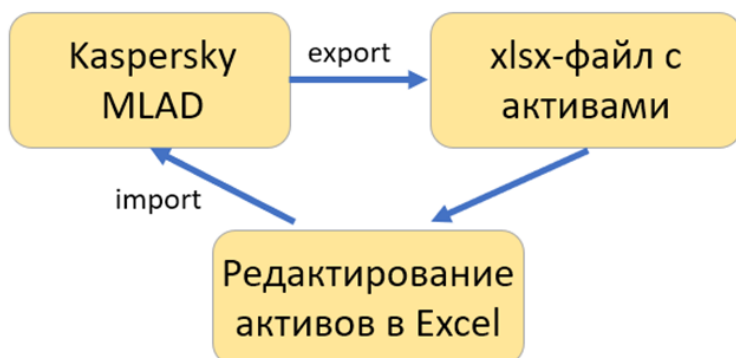 Kaspersky
MLAD
export
xlsx-файл с
активами
import
Редактирование
активов в Excel